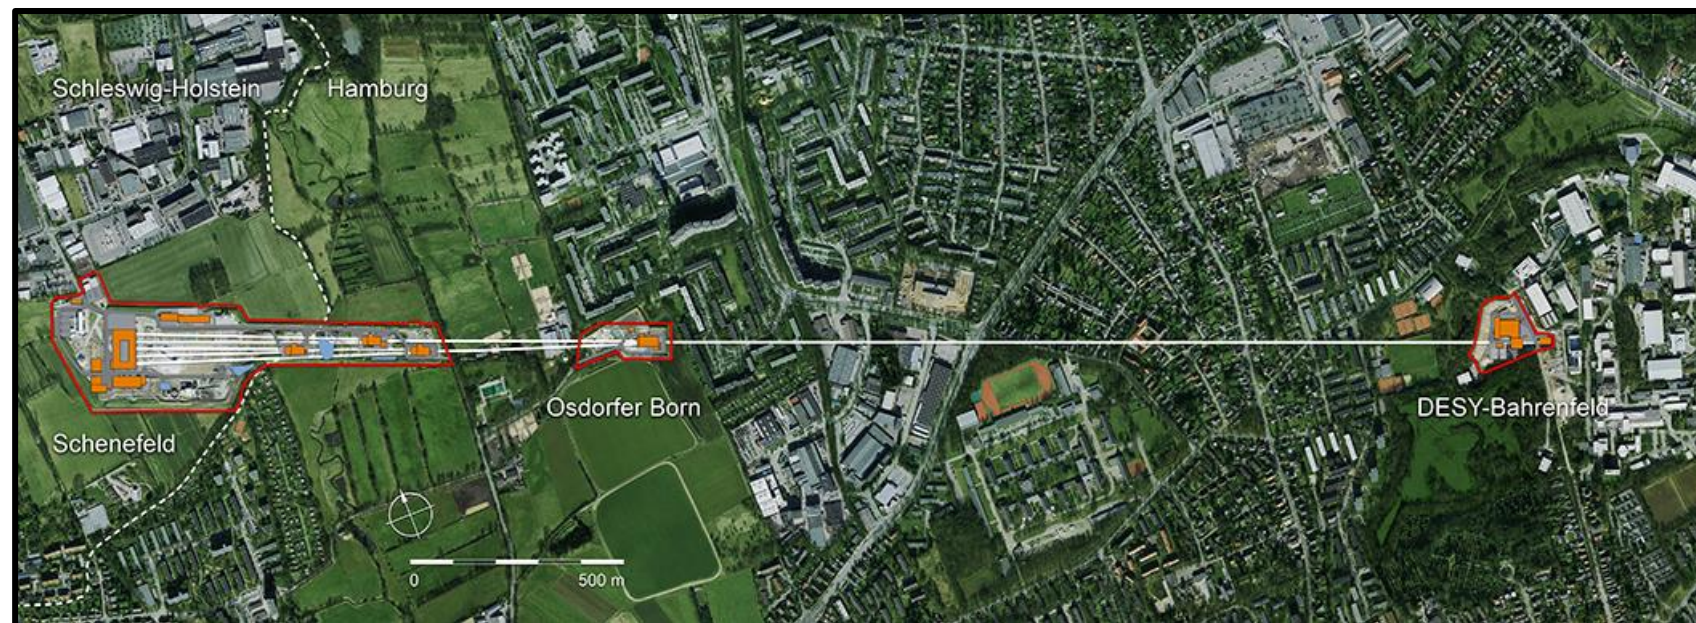 Schleswig-Holstein
Hamburg
Osdorfer Born
DESY-Bahrenfeld
Schenefeld
0
500 m